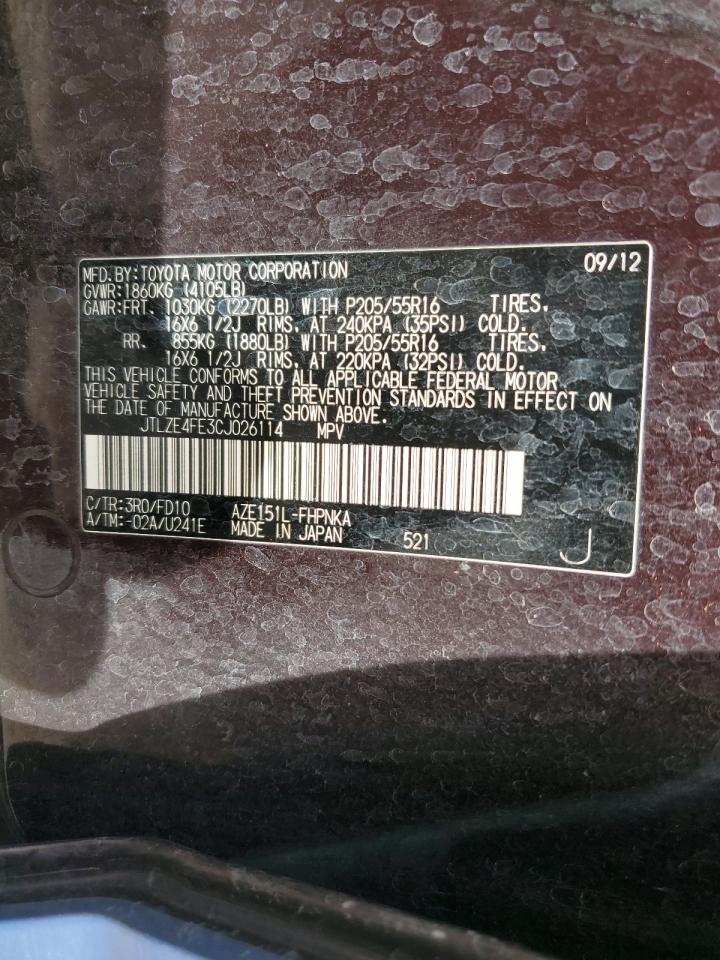 MFD.BY:TOYOTA MOTOR CORPORATION 09/12
GVWR:1860KG (4105LB)
GAWR:FRT. 1030KG (2270LB) WITH P205/55R16 TIRES.
16X6 1/2J RIMS, AT 240KPA (35PSI) COLD.
RR. 855KG (1880LB) WITH P205/55R16 TIRES.
16X6 1/2J RIMS, AT 220KPA (32PSI) COLD.
THIS VEHICLE CONFORMS TO ALL APPLICABLE FEDERAL MOTOR
VEHICLE SAFETY AND THEFT PREVENTION STANDARDS IN EFFECT ON
THE DATE OF MANUFACTURE SHOWN ABOVE.
JTLZE4FE3CJ026114 MPV
C/TR:3R0/FD10 AZE151L-FHPNKA
A/TM:-02A/U241E MADE IN JAPAN 521 J